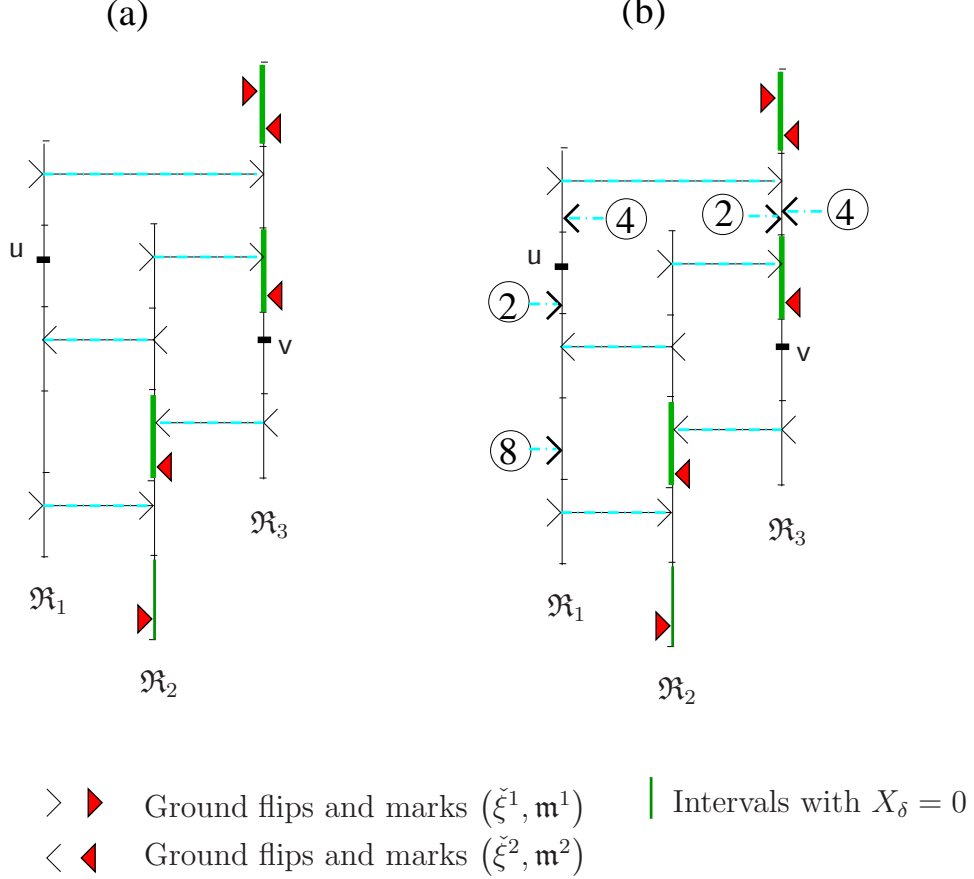 (a)
(b)
4
2
4
u
u
2
v
v
8
ℜ₃
ℜ₃
ℜ₁
ℜ₁
ℜ₂
ℜ₂
Ground flips and marks (ξ̌¹, 𝔪¹)
Intervals with X_δ = 0
Ground flips and marks (ξ̌², 𝔪²)